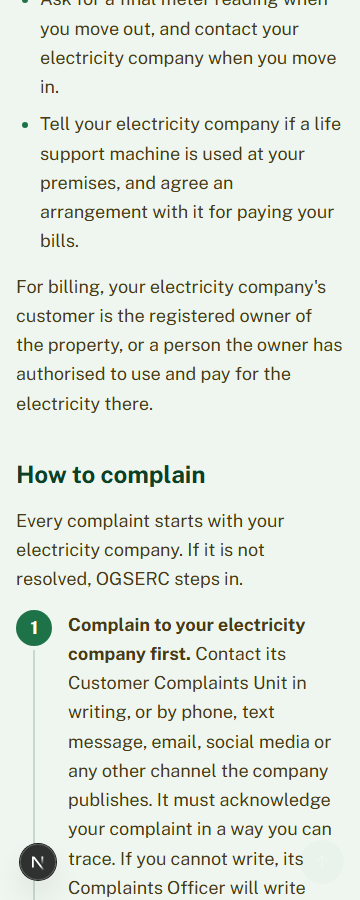 Ask for a final meter reading when
you move out, and contact your
electricity company when you move
in.
Tell your electricity company if a life
support machine is used at your
premises, and agree an
arrangement with it for paying your
bills.
For billing, your electricity company's
customer is the registered owner of
the property, or a person the owner has
authorised to use and pay for the
electricity there.
How to complain
Every complaint starts with your
electricity company. If it is not
resolved, OGSERC steps in.
1
Complain to your electricity
company first. Contact its
Customer Complaints Unit in
writing, or by phone, text
message, email, social media or
any other channel the company
publishes. It must acknowledge
your complaint in a way you can
trace. If you cannot write, its
N
Complaints Officer will write